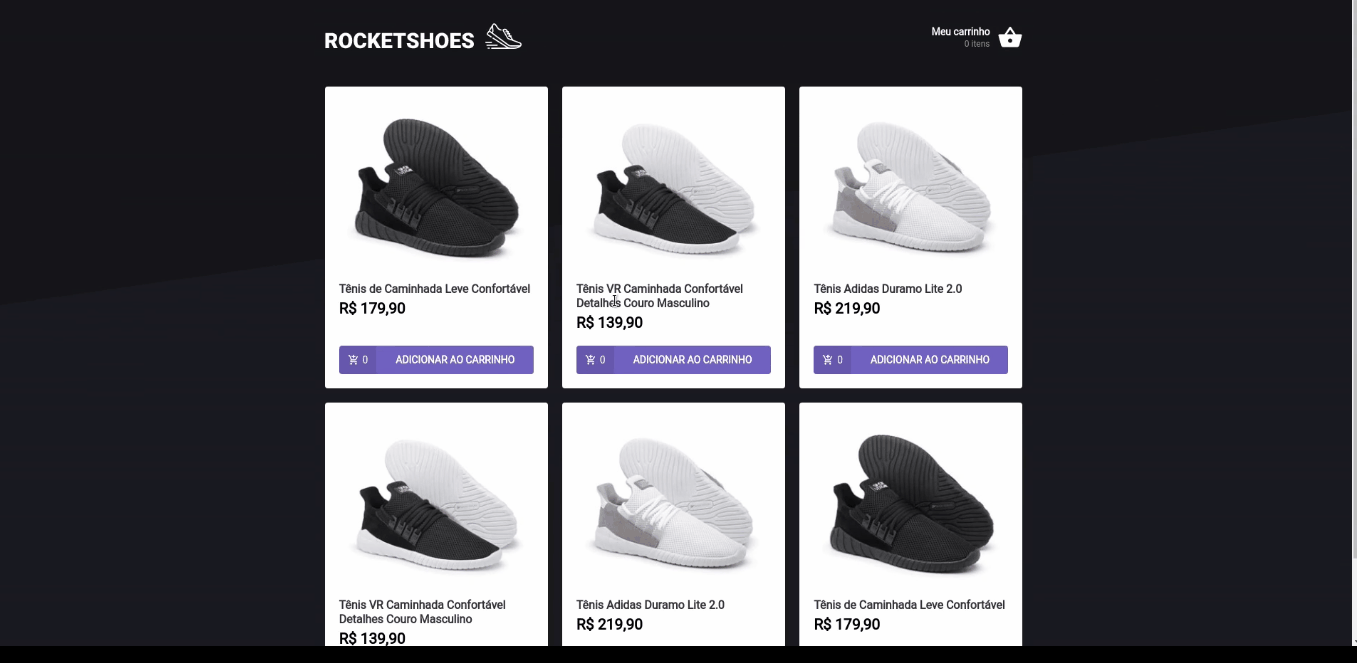 ROCKETSHOES
Meu carrinho
0 itens
Tênis de Caminhada Leve Confortável
R$ 179,90
0 ADICIONAR AO CARRINHO
Tênis VR Caminhada Confortável
Detalhes Couro Masculino
R$ 139,90
0 ADICIONAR AO CARRINHO
Tênis Adidas Duramo Lite 2.0
R$ 219,90
0 ADICIONAR AO CARRINHO
Tênis VR Caminhada Confortável
Detalhes Couro Masculino
R$ 139,90
Tênis Adidas Duramo Lite 2.0
R$ 219,90
Tênis de Caminhada Leve Confortável
R$ 179,90